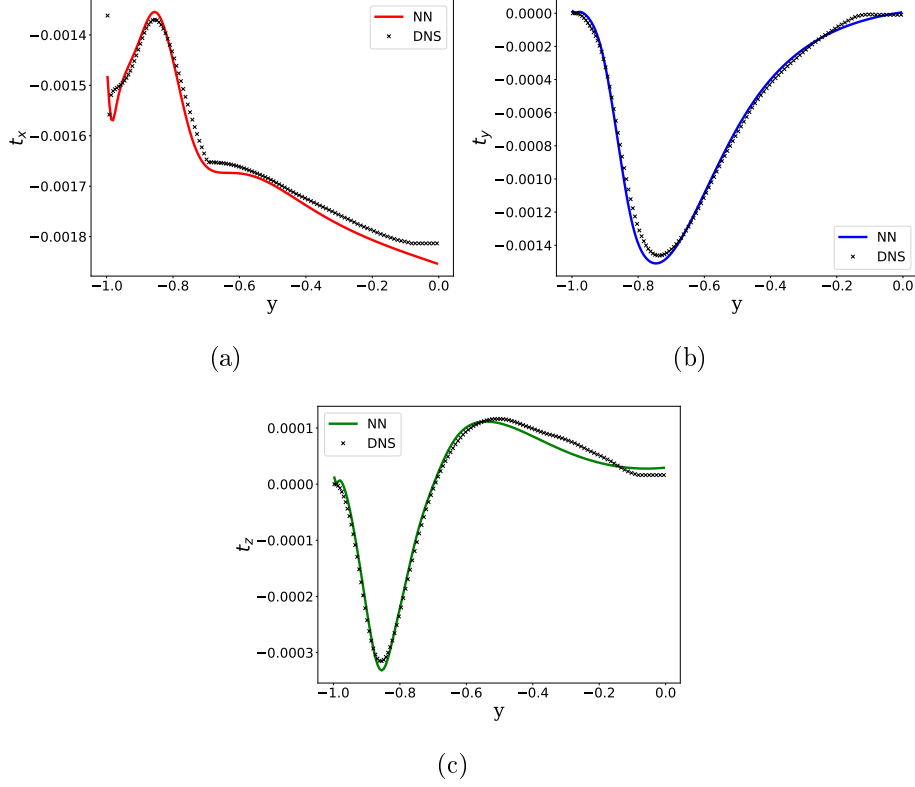 NN
DNS
−0.0014
−0.0015
−0.0016
−0.0017
−0.0018
t_x
−1.0 −0.8 −0.6 −0.4 −0.2 0.0
y
(a)
0.0000
−0.0002
−0.0004
−0.0006
−0.0008
−0.0010
−0.0012
−0.0014
t_y
NN
DNS
−1.0 −0.8 −0.6 −0.4 −0.2 0.0
y
(b)
NN
DNS
0.0001
0.0000
−0.0001
−0.0002
−0.0003
t_z
−1.0 −0.8 −0.6 −0.4 −0.2 0.0
y
(c)